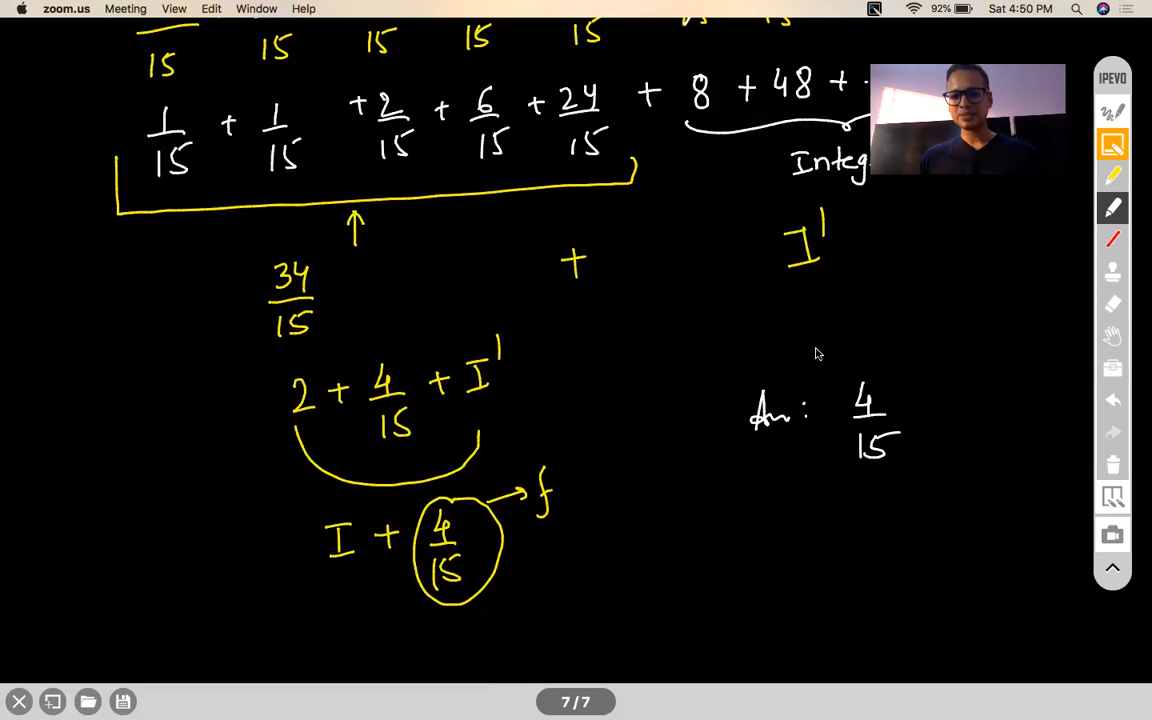 zoom.us Meeting View Edit Window Help 92% Sat 4:50 PM
15 15 15 15 15
1/15 + 1/15 + 2/15 + 6/15 + 24/15 + 8 + 48 +
IPEVO
Integ
34/15 + I'
2 + 4/15 + I'
An: 4/15
I + 4/15 → f
7 / 7